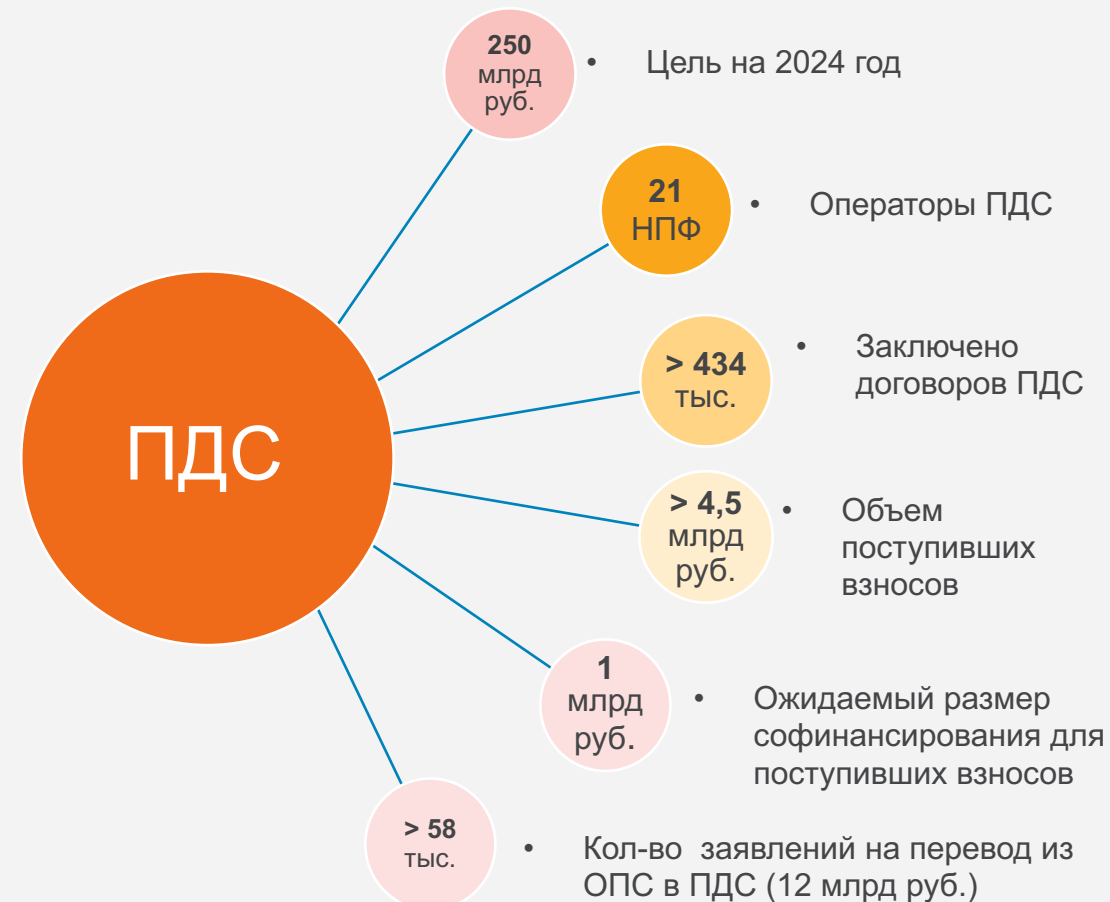 250
млрд
руб.
• Цель на 2024 год
21
НПФ
• Операторы ПДС
> 434
тыс.
• Заключено
договоров ПДС
ПДС
> 4,5
млрд
руб.
• Объем
поступивших
взносов
1
млрд
руб.
• Ожидаемый размер
софинансирования для
поступивших взносов
> 58
тыс.
• Кол-во заявлений на перевод из
ОПС в ПДС (12 млрд руб.)